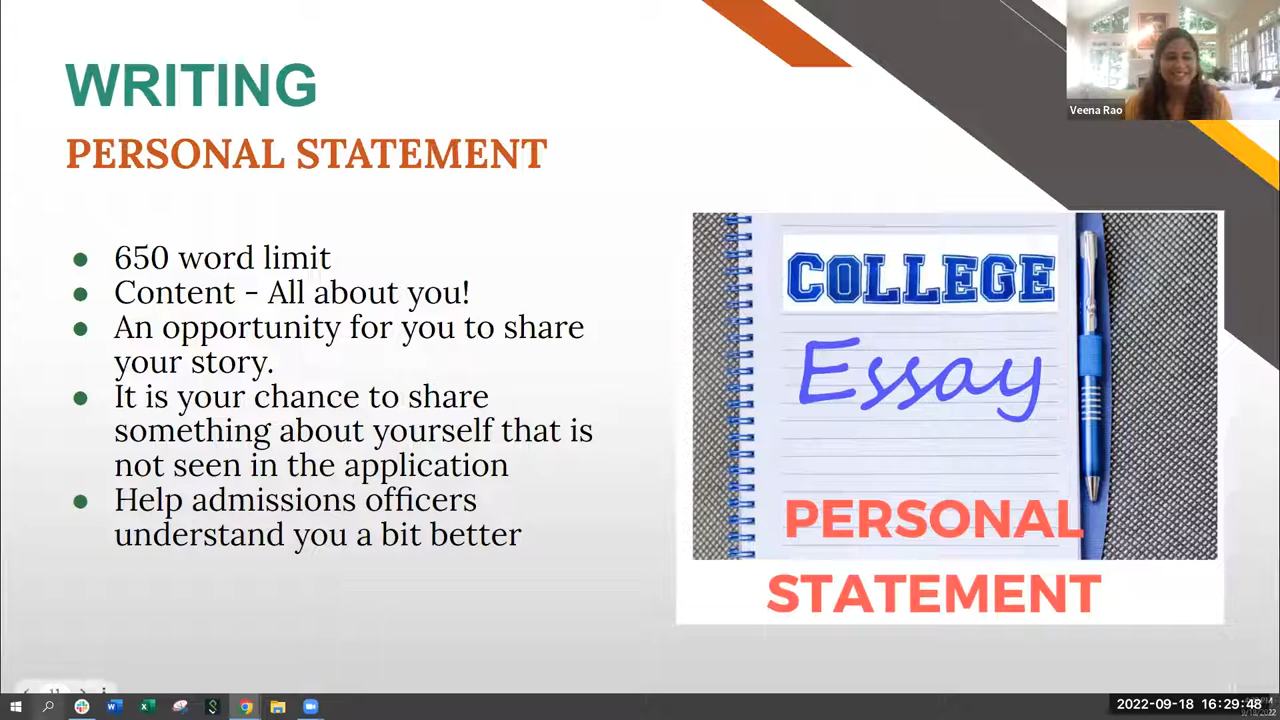 WRITING
PERSONAL STATEMENT
650 word limit
Content - All about you!
An opportunity for you to share
your story.
It is your chance to share
something about yourself that is
not seen in the application
Help admissions officers
understand you a bit better
COLLEGE
Essay
PERSONAL
STATEMENT
Veena Rao
2022-09-18 16:29:48